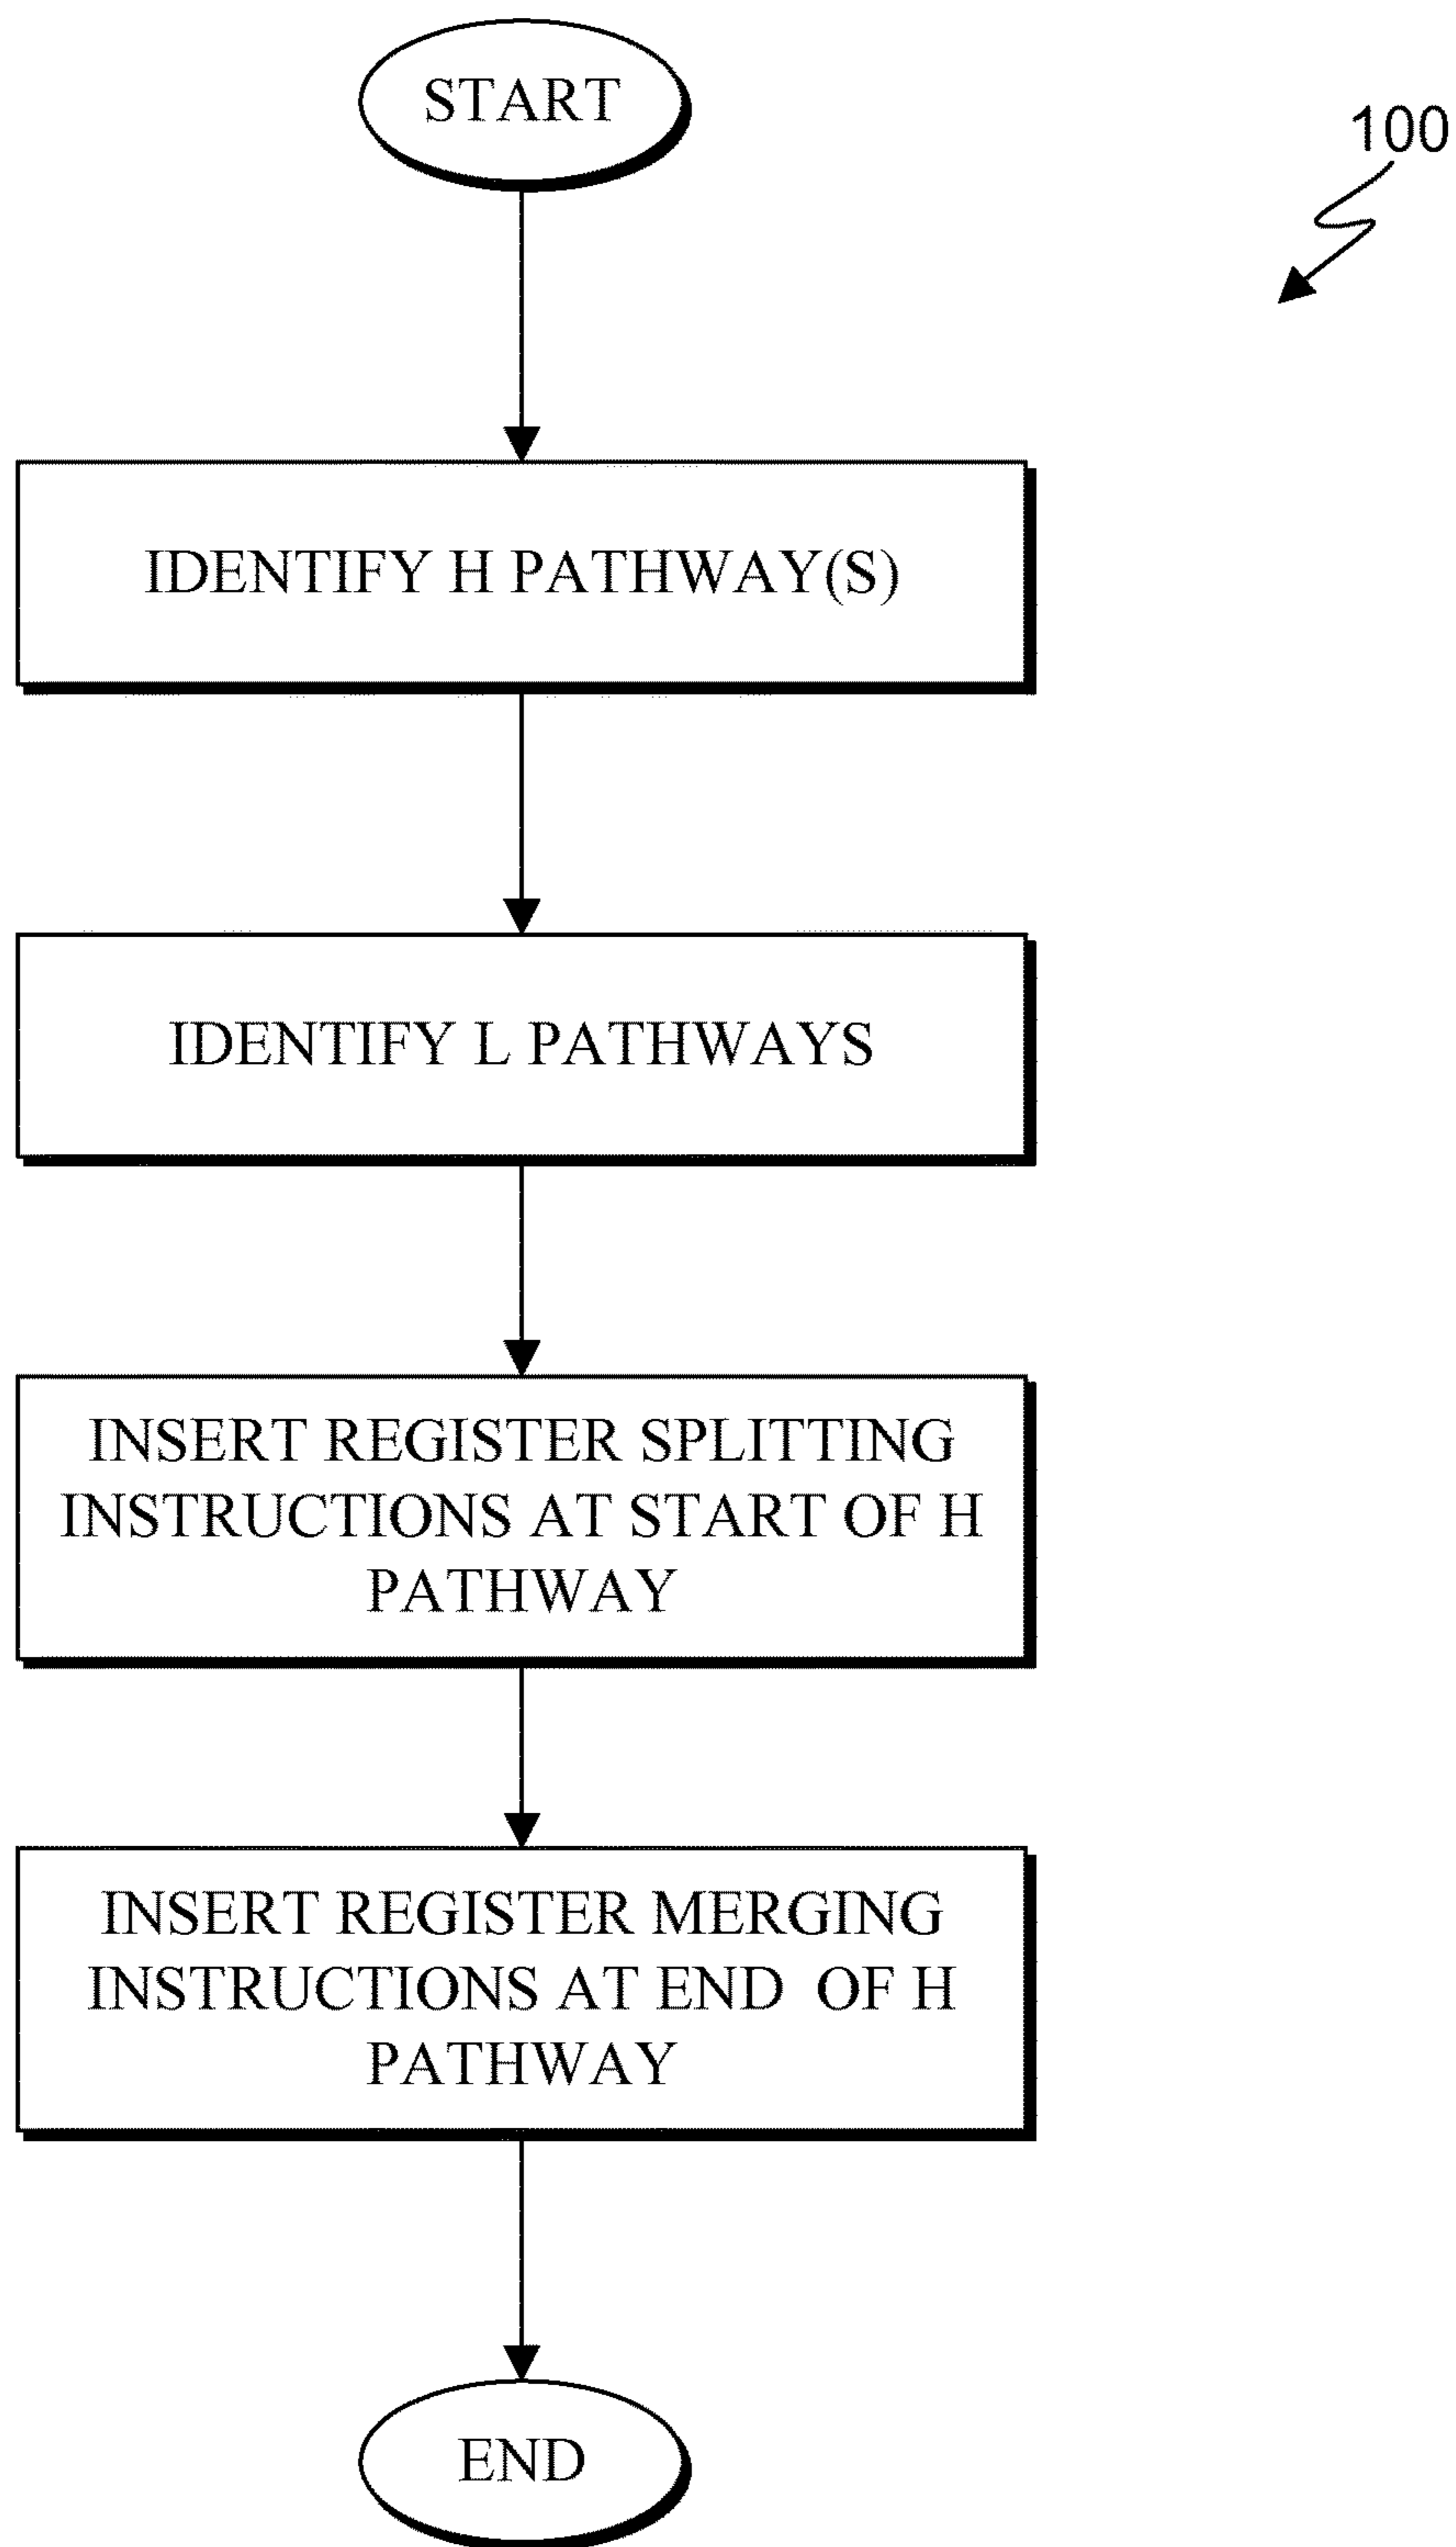 START
100
IDENTIFY H PATHWAY(S)
IDENTIFY L PATHWAYS
INSERT REGISTER SPLITTING
INSTRUCTIONS AT START OF H
PATHWAY
INSERT REGISTER MERGING
INSTRUCTIONS AT END OF H
PATHWAY
END